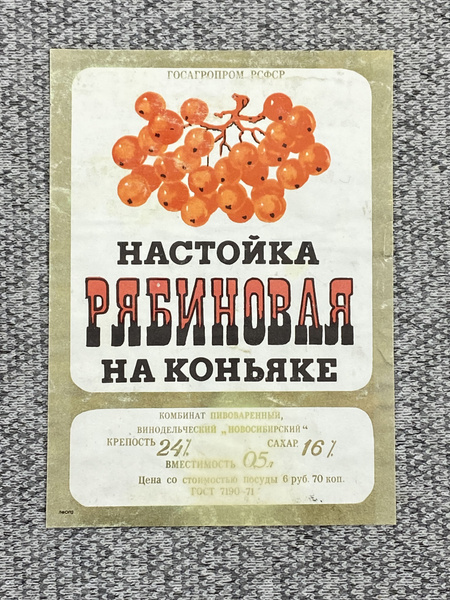 ГОСАГРОПРОМ РСФСР
НАСТОЙКА
РЯБИНОВАЯ
НА КОНЬЯКЕ
КОМБИНАТ ПИВОВАРЕННЫЙ,
ВИНОДЕЛЬЧЕСКИЙ „НОВОСИБИРСКИЙ“
КРЕПОСТЬ 24% САХАР 16%
ВМЕСТИМОСТЬ 0,5 л
Цена со стоимостью посуды 6 руб. 70 коп.
ГОСТ 7190-71